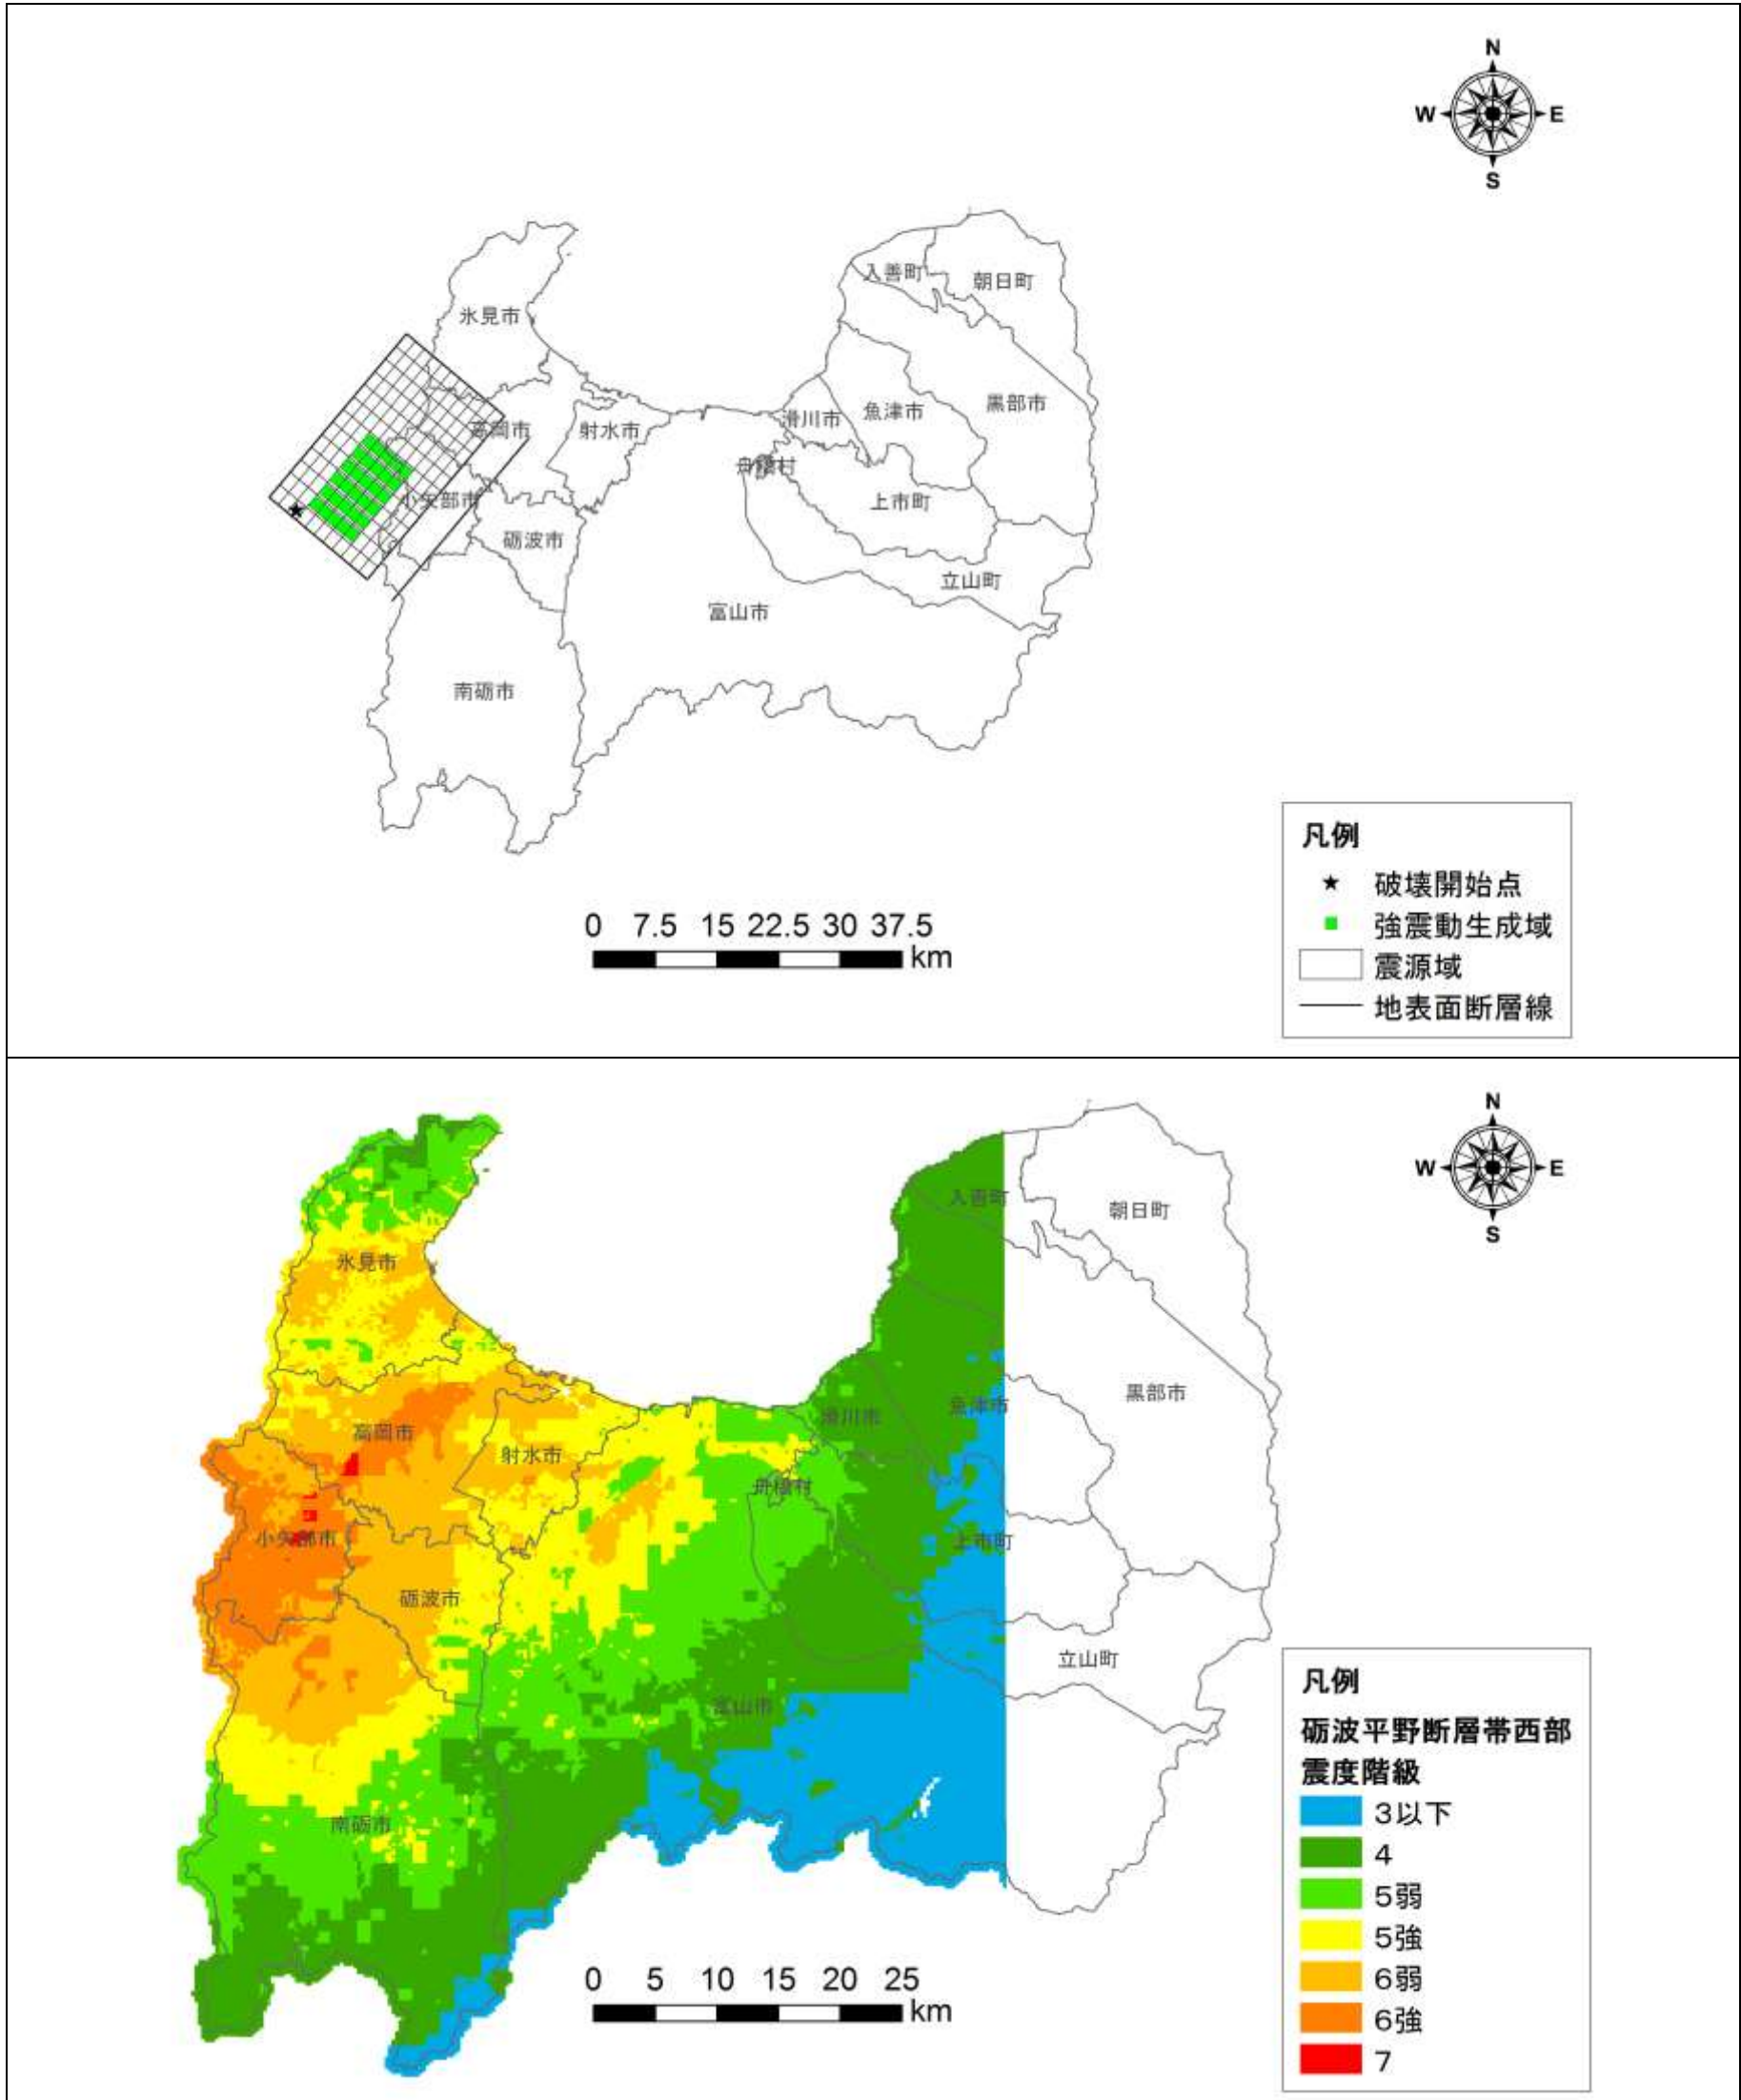 N
W E
S
入善町
朝日町
氷見市
黒部市
魚津市
滑川市
高岡市
射水市
舟橋村
小矢部市
上市町
砺波市
立山町
富山市
南砺市
凡例
破壊開始点
強震動生成域
震源域
地表面断層線
0 7.5 15 22.5 30 37.5
km
N
W E
S
入善町
朝日町
氷見市
黒部市
魚津市
滑川市
高岡市
射水市
舟橋村
小矢部市
上市町
砺波市
立山町
富山市
南砺市
凡例
砺波平野断層帯西部
震度階級
3以下
4
5弱
5強
6弱
6強
7
0 5 10 15 20 25
km